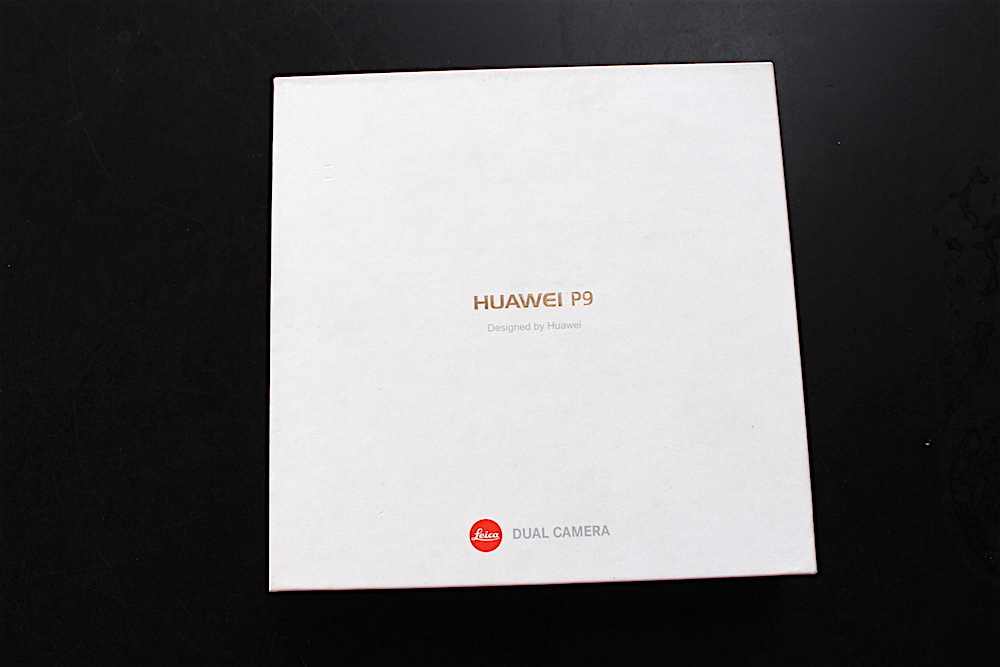 HUAWEI P9
Designed by Huawei
Leica DUAL CAMERA